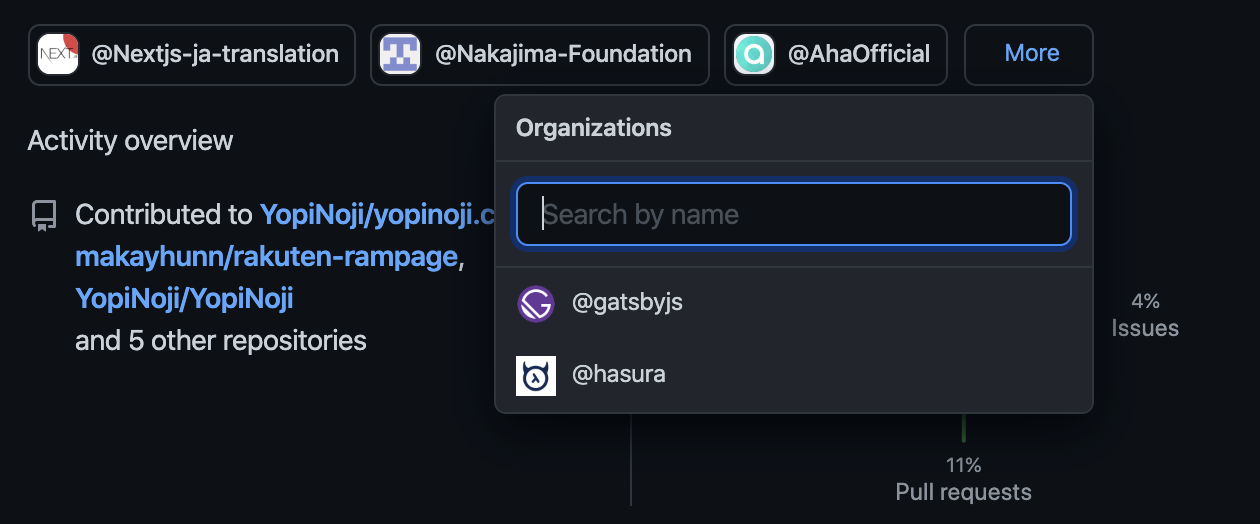 NEXT @Nextjs-ja-translation @Nakajima-Foundation a @AhaOfficial More
Organizations
Activity overview
Search by name
Contributed to YopiNoji/yopinoji.c
makayhunn/rakuten-rampage,
YopiNoji/YopiNoji
and 5 other repositories
@gatsbyjs
@hasura
4%
Issues
11%
Pull requests